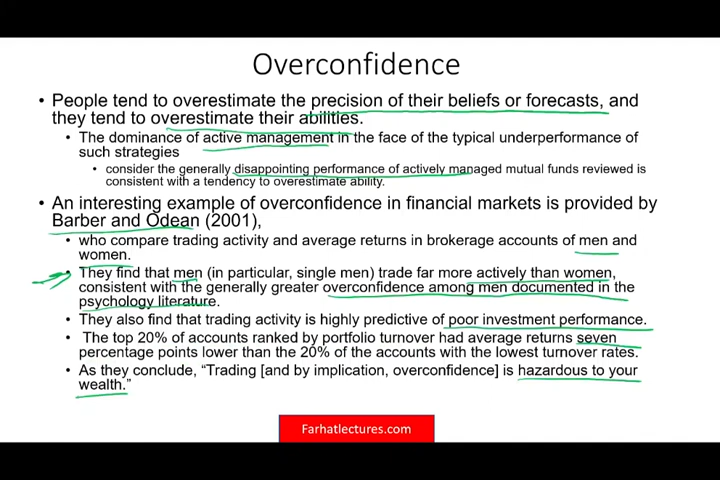 Overconfidence
• People tend to overestimate the precision of their beliefs or forecasts, and
they tend to overestimate their abilities.
• The dominance of active management in the face of the typical underperformance of
such strategies
• consider the generally disappointing performance of actively managed mutual funds reviewed is
consistent with a tendency to overestimate ability.
• An interesting example of overconfidence in financial markets is provided by
Barber and Odean (2001),
• who compare trading activity and average returns in brokerage accounts of men and
women.
• They find that men (in particular, single men) trade far more actively than women,
consistent with the generally greater overconfidence among men documented in the
psychology literature.
• They also find that trading activity is highly predictive of poor investment performance.
• The top 20% of accounts ranked by portfolio turnover had average returns seven
percentage points lower than the 20% of the accounts with the lowest turnover rates.
• As they conclude, “Trading [and by implication, overconfidence] is hazardous to your
wealth.”
Farhatlectures.com